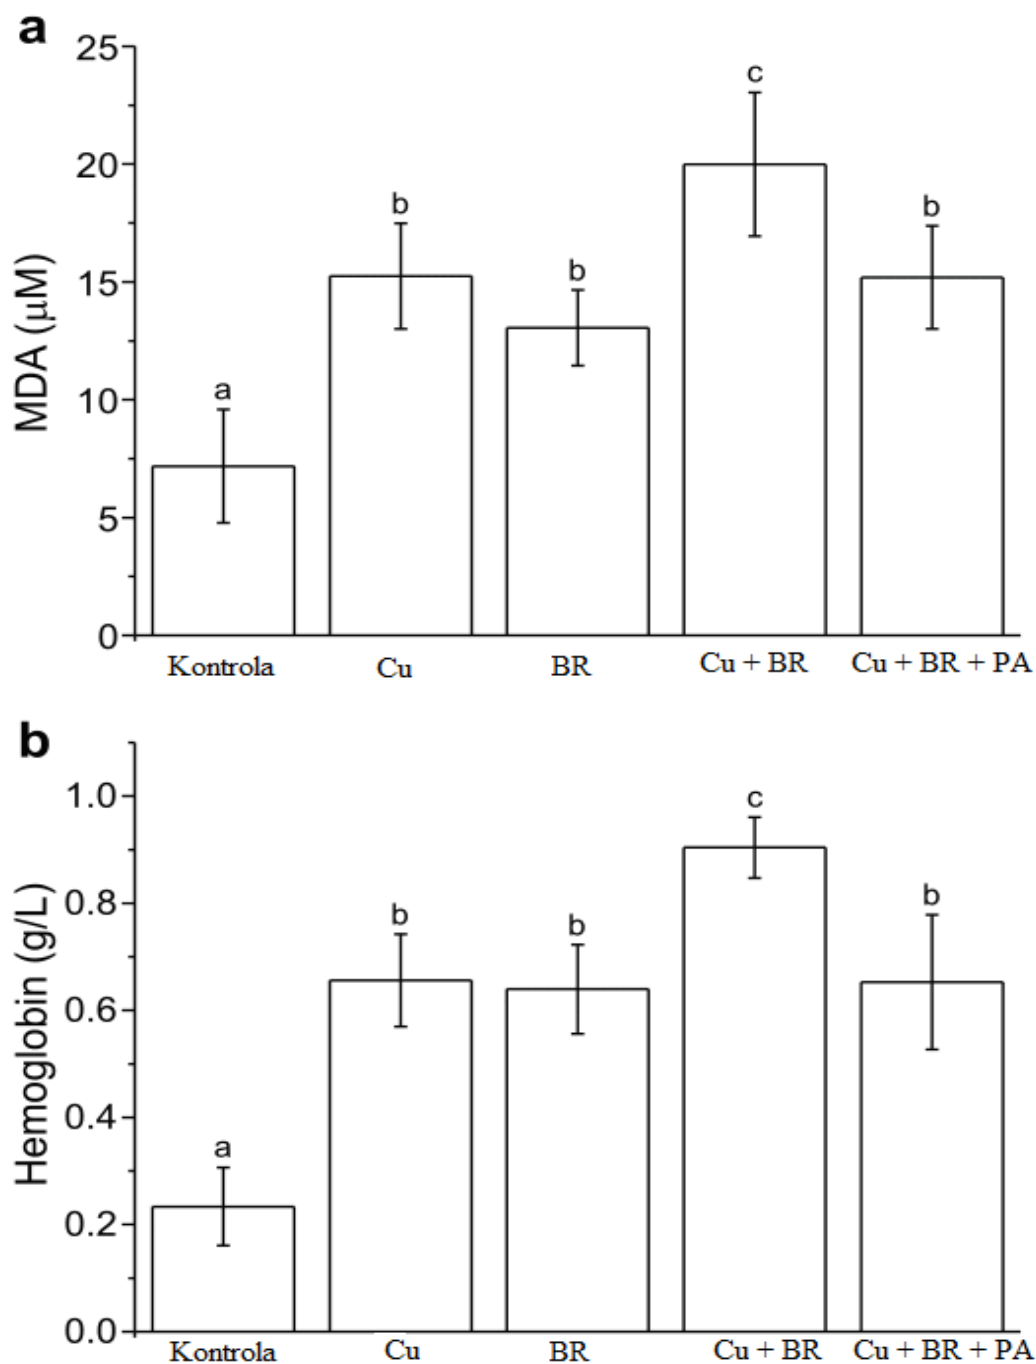 a
25
20
15
10
5
0
MDA (μM)
a
b
b
c
b
Kontrola Cu BR Cu + BR Cu + BR + PA
b
1.0
0.8
0.6
0.4
0.2
0.0
Hemoglobin (g/L)
a
b
b
c
b
Kontrola Cu BR Cu + BR Cu + BR + PA